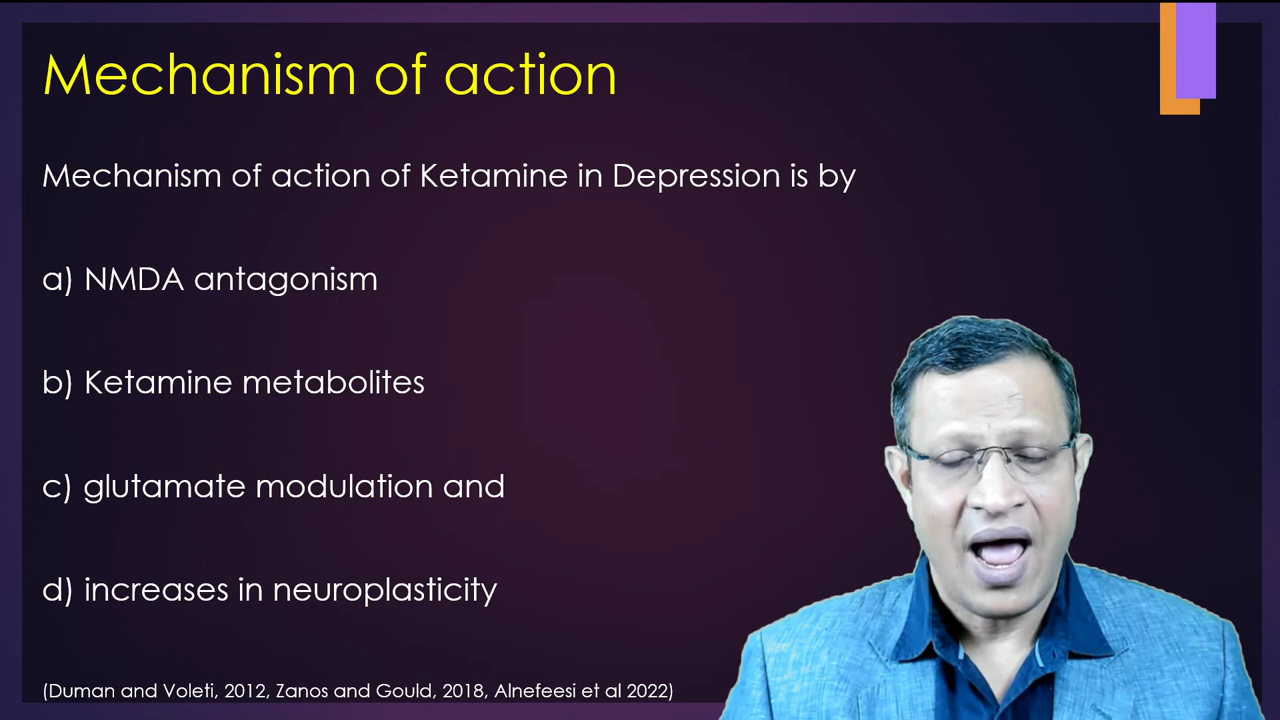 Mechanism of action
Mechanism of action of Ketamine in Depression is by
a) NMDA antagonism
b) Ketamine metabolites
c) glutamate modulation and
d) increases in neuroplasticity
(Duman and Voleti, 2012, Zanos and Gould, 2018, Alnefeesi et al 2022)